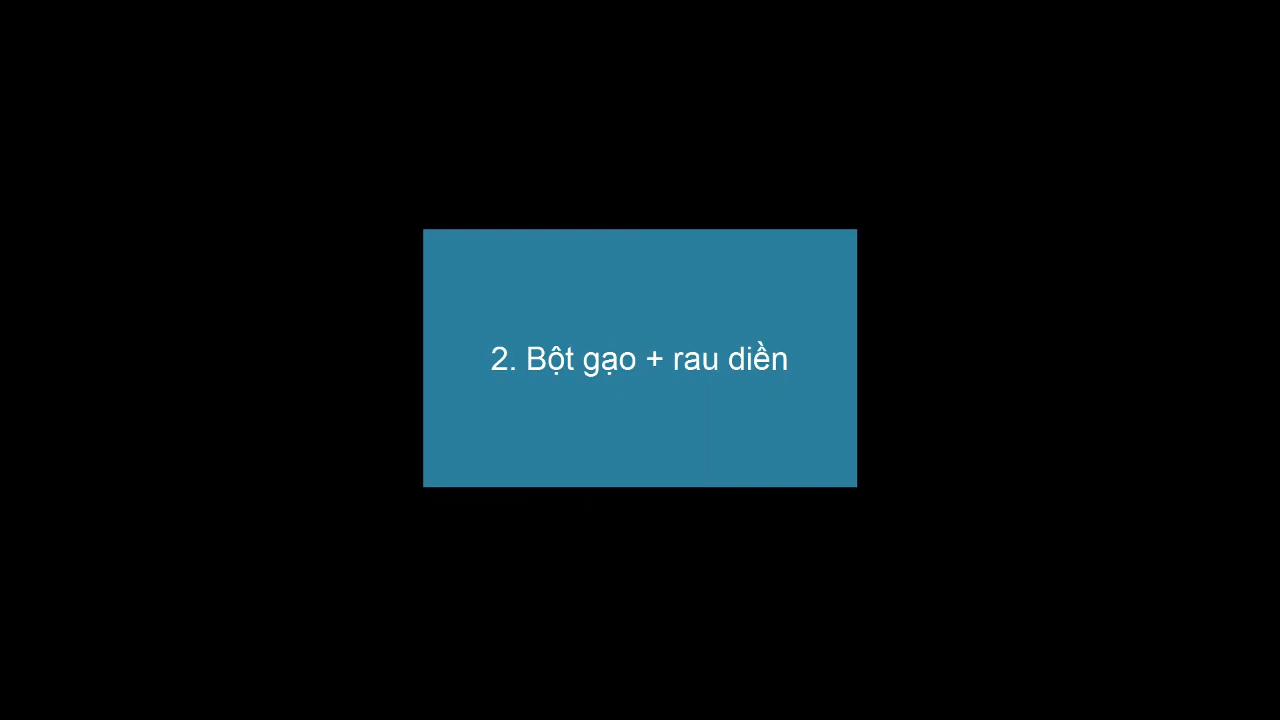 2. Bột gạo + rau diền